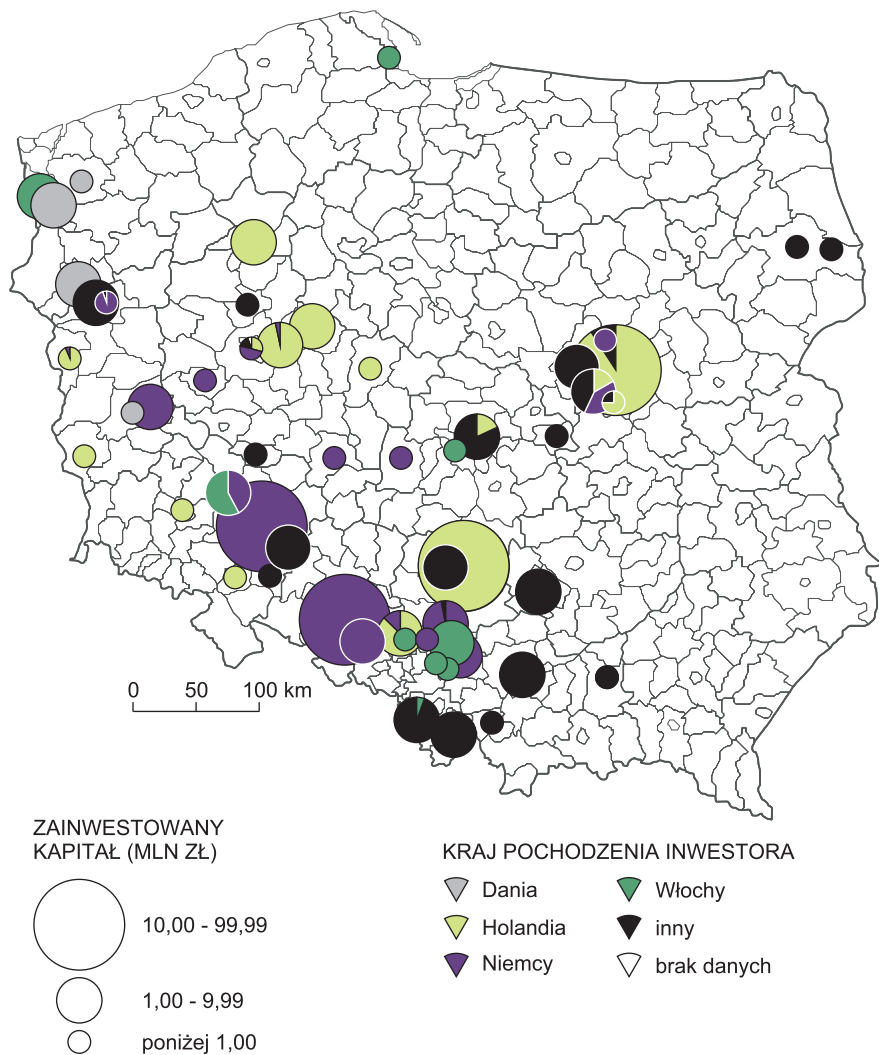 0 50 100 km
ZAINWESTOWANY
KAPITAŁ (MLN ZŁ)
10,00 - 99,99
1,00 - 9,99
poniżej 1,00
KRAJ POCHODZENIA INWESTORA
Dania
Holandia
Niemcy
Włochy
inny
brak danych